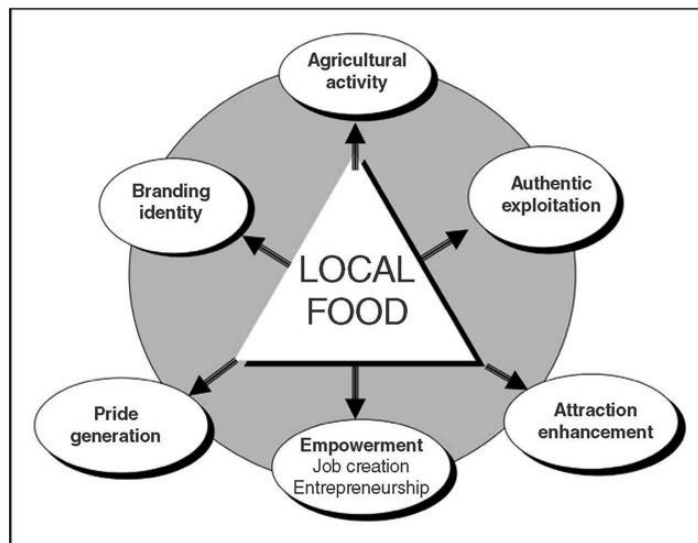 Agricultural
activity
Branding
identity
Authentic
exploitation
LOCAL
FOOD
Pride
generation
Empowerment
Job creation
Entrepreneurship
Attraction
enhancement